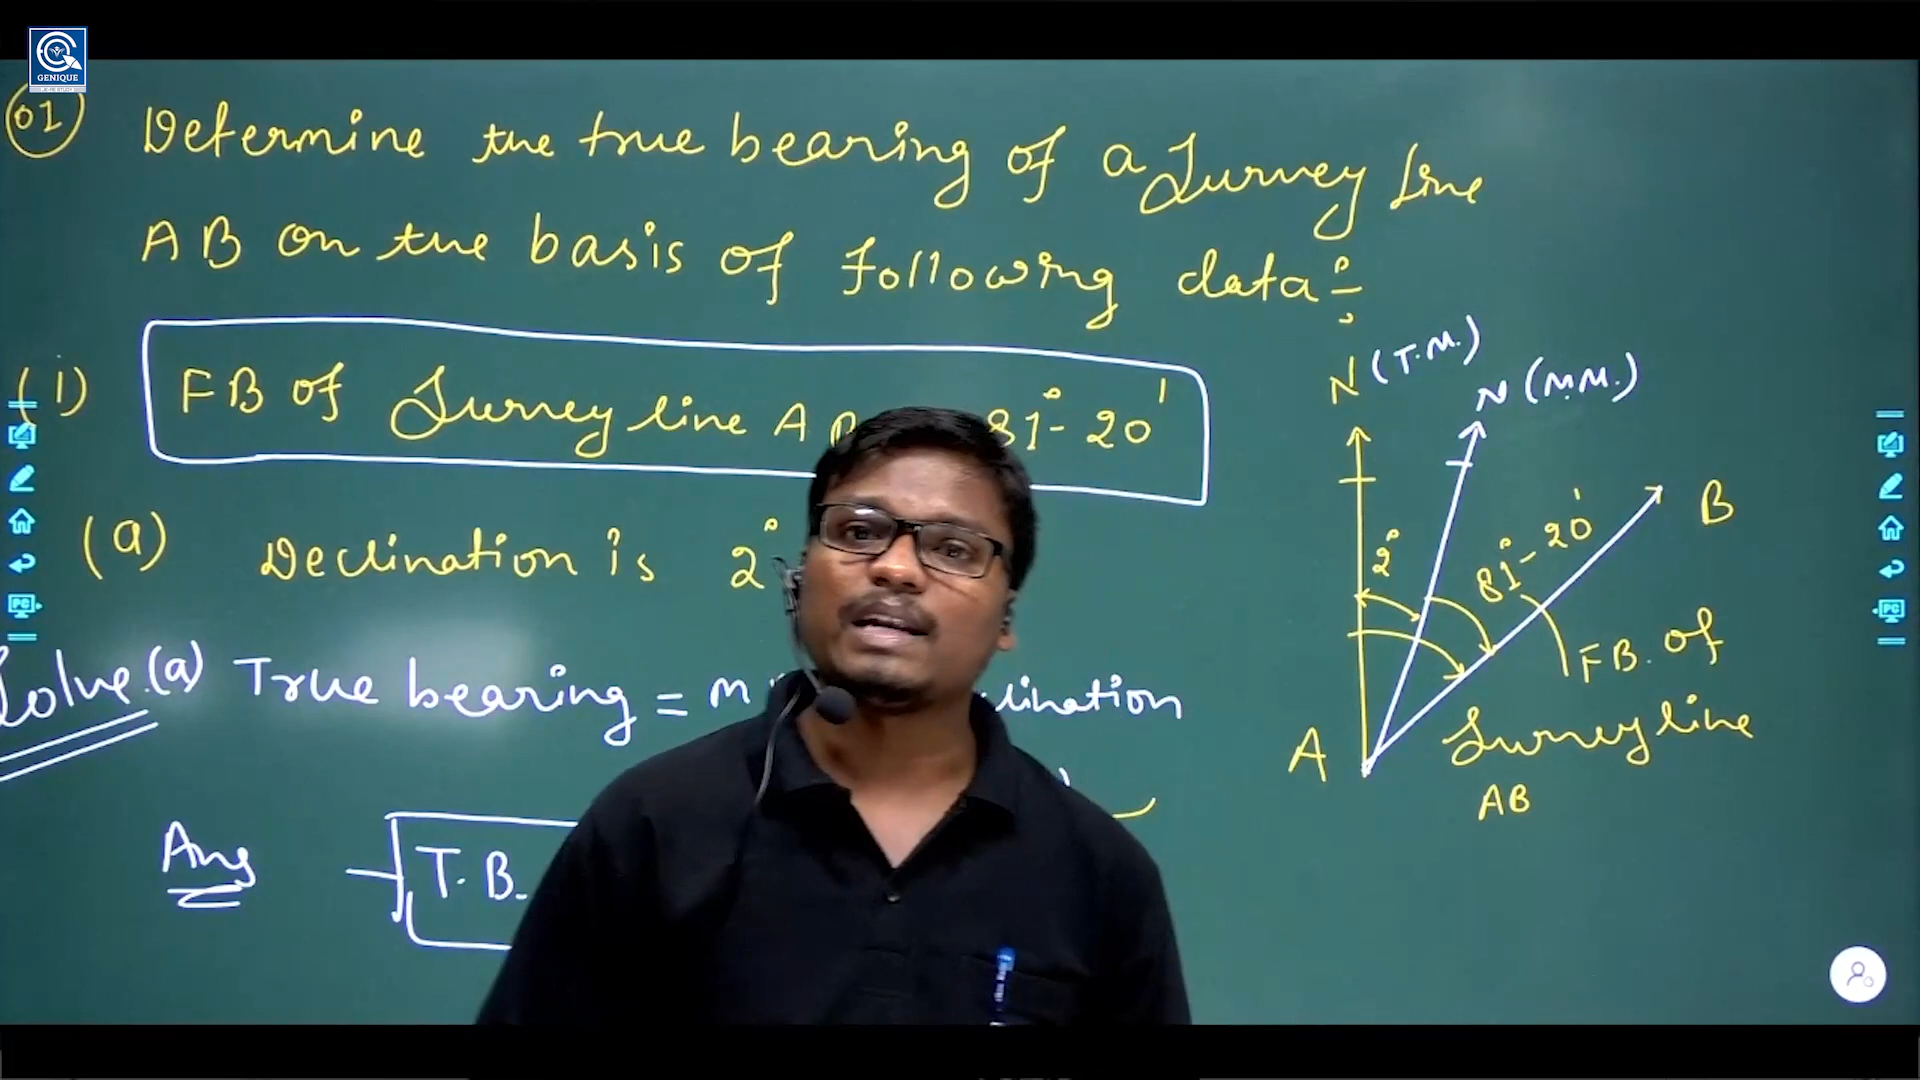 GENIQUE
01 Determine the true bearing of a Survey line
AB on the basis of following data:-
(i) FB of Survey line A 81°-20'
(a) Declination is 2°
Solve.(a) True bearing = m
Ans T.B.
N (T.M.)
N (M.M.)
2°
81°-20'
B
FB. of
Survey line
AB
A